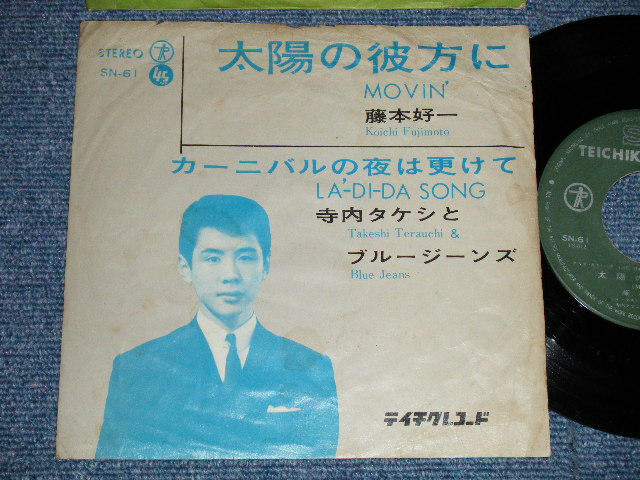 STEREO
SN-61
太陽の彼方に
MOVIN'
藤本好一
Koichi Fujimoto
カーニバルの夜は更けて
LA'-DI-DA SONG
寺内タケシと
Takeshi Terauchi &
ブルージーンズ
Blue Jeans
テイチクレコード
TEICHIK
SN-61
太陽